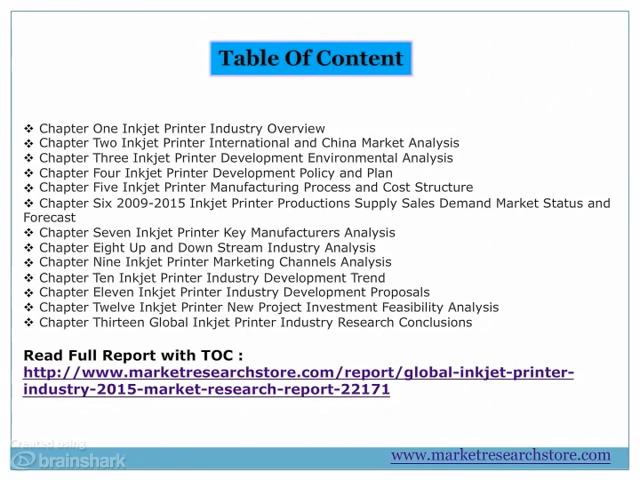 Table Of Content
❖ Chapter One Inkjet Printer Industry Overview
❖ Chapter Two Inkjet Printer International and China Market Analysis
❖ Chapter Three Inkjet Printer Development Environmental Analysis
❖ Chapter Four Inkjet Printer Development Policy and Plan
❖ Chapter Five Inkjet Printer Manufacturing Process and Cost Structure
❖ Chapter Six 2009-2015 Inkjet Printer Productions Supply Sales Demand Market Status and
Forecast
❖ Chapter Seven Inkjet Printer Key Manufacturers Analysis
❖ Chapter Eight Up and Down Stream Industry Analysis
❖ Chapter Nine Inkjet Printer Marketing Channels Analysis
❖ Chapter Ten Inkjet Printer Industry Development Trend
❖ Chapter Eleven Inkjet Printer Industry Development Proposals
❖ Chapter Twelve Inkjet Printer New Project Investment Feasibility Analysis
❖ Chapter Thirteen Global Inkjet Printer Industry Research Conclusions
Read Full Report with TOC :
http://www.marketresearchstore.com/report/global-inkjet-printer-
industry-2015-market-research-report-22171
Created using
brainshark
www.marketresearchstore.com